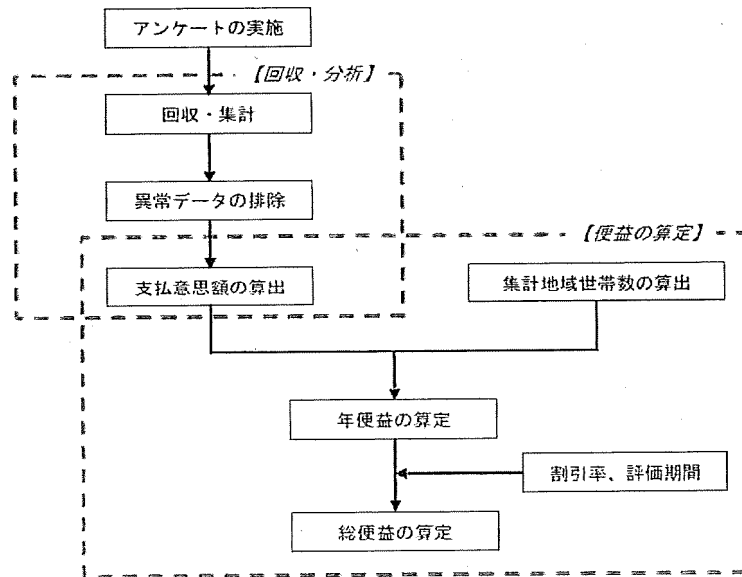 アンケートの実施
【回収・分析】
回収・集計
異常データの排除
【便益の算定】
支払意思額の算出
集計地域世帯数の算出
年便益の算定
割引率、評価期間
総便益の算定